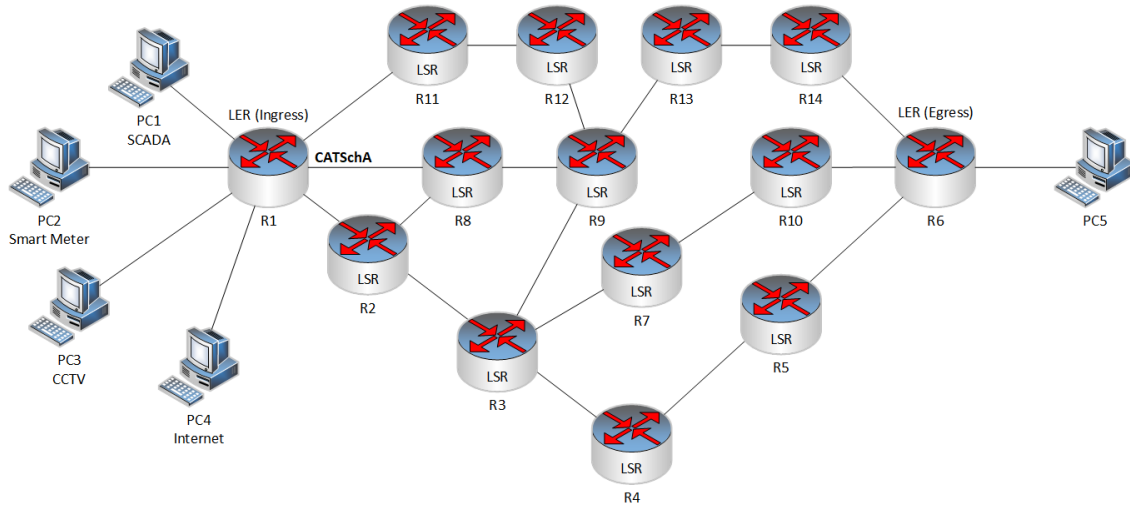 LSR
R11
LSR
R12
LSR
R13
LSR
R14
PC1
SCADA
LER (Ingress)
R1
CATSchA
LSR
R8
LSR
R9
LSR
R10
LER (Egress)
R6
PC5
PC2
Smart Meter
LSR
R2
LSR
R7
LSR
R5
PC3
CCTV
LSR
R3
PC4
Internet
LSR
R4